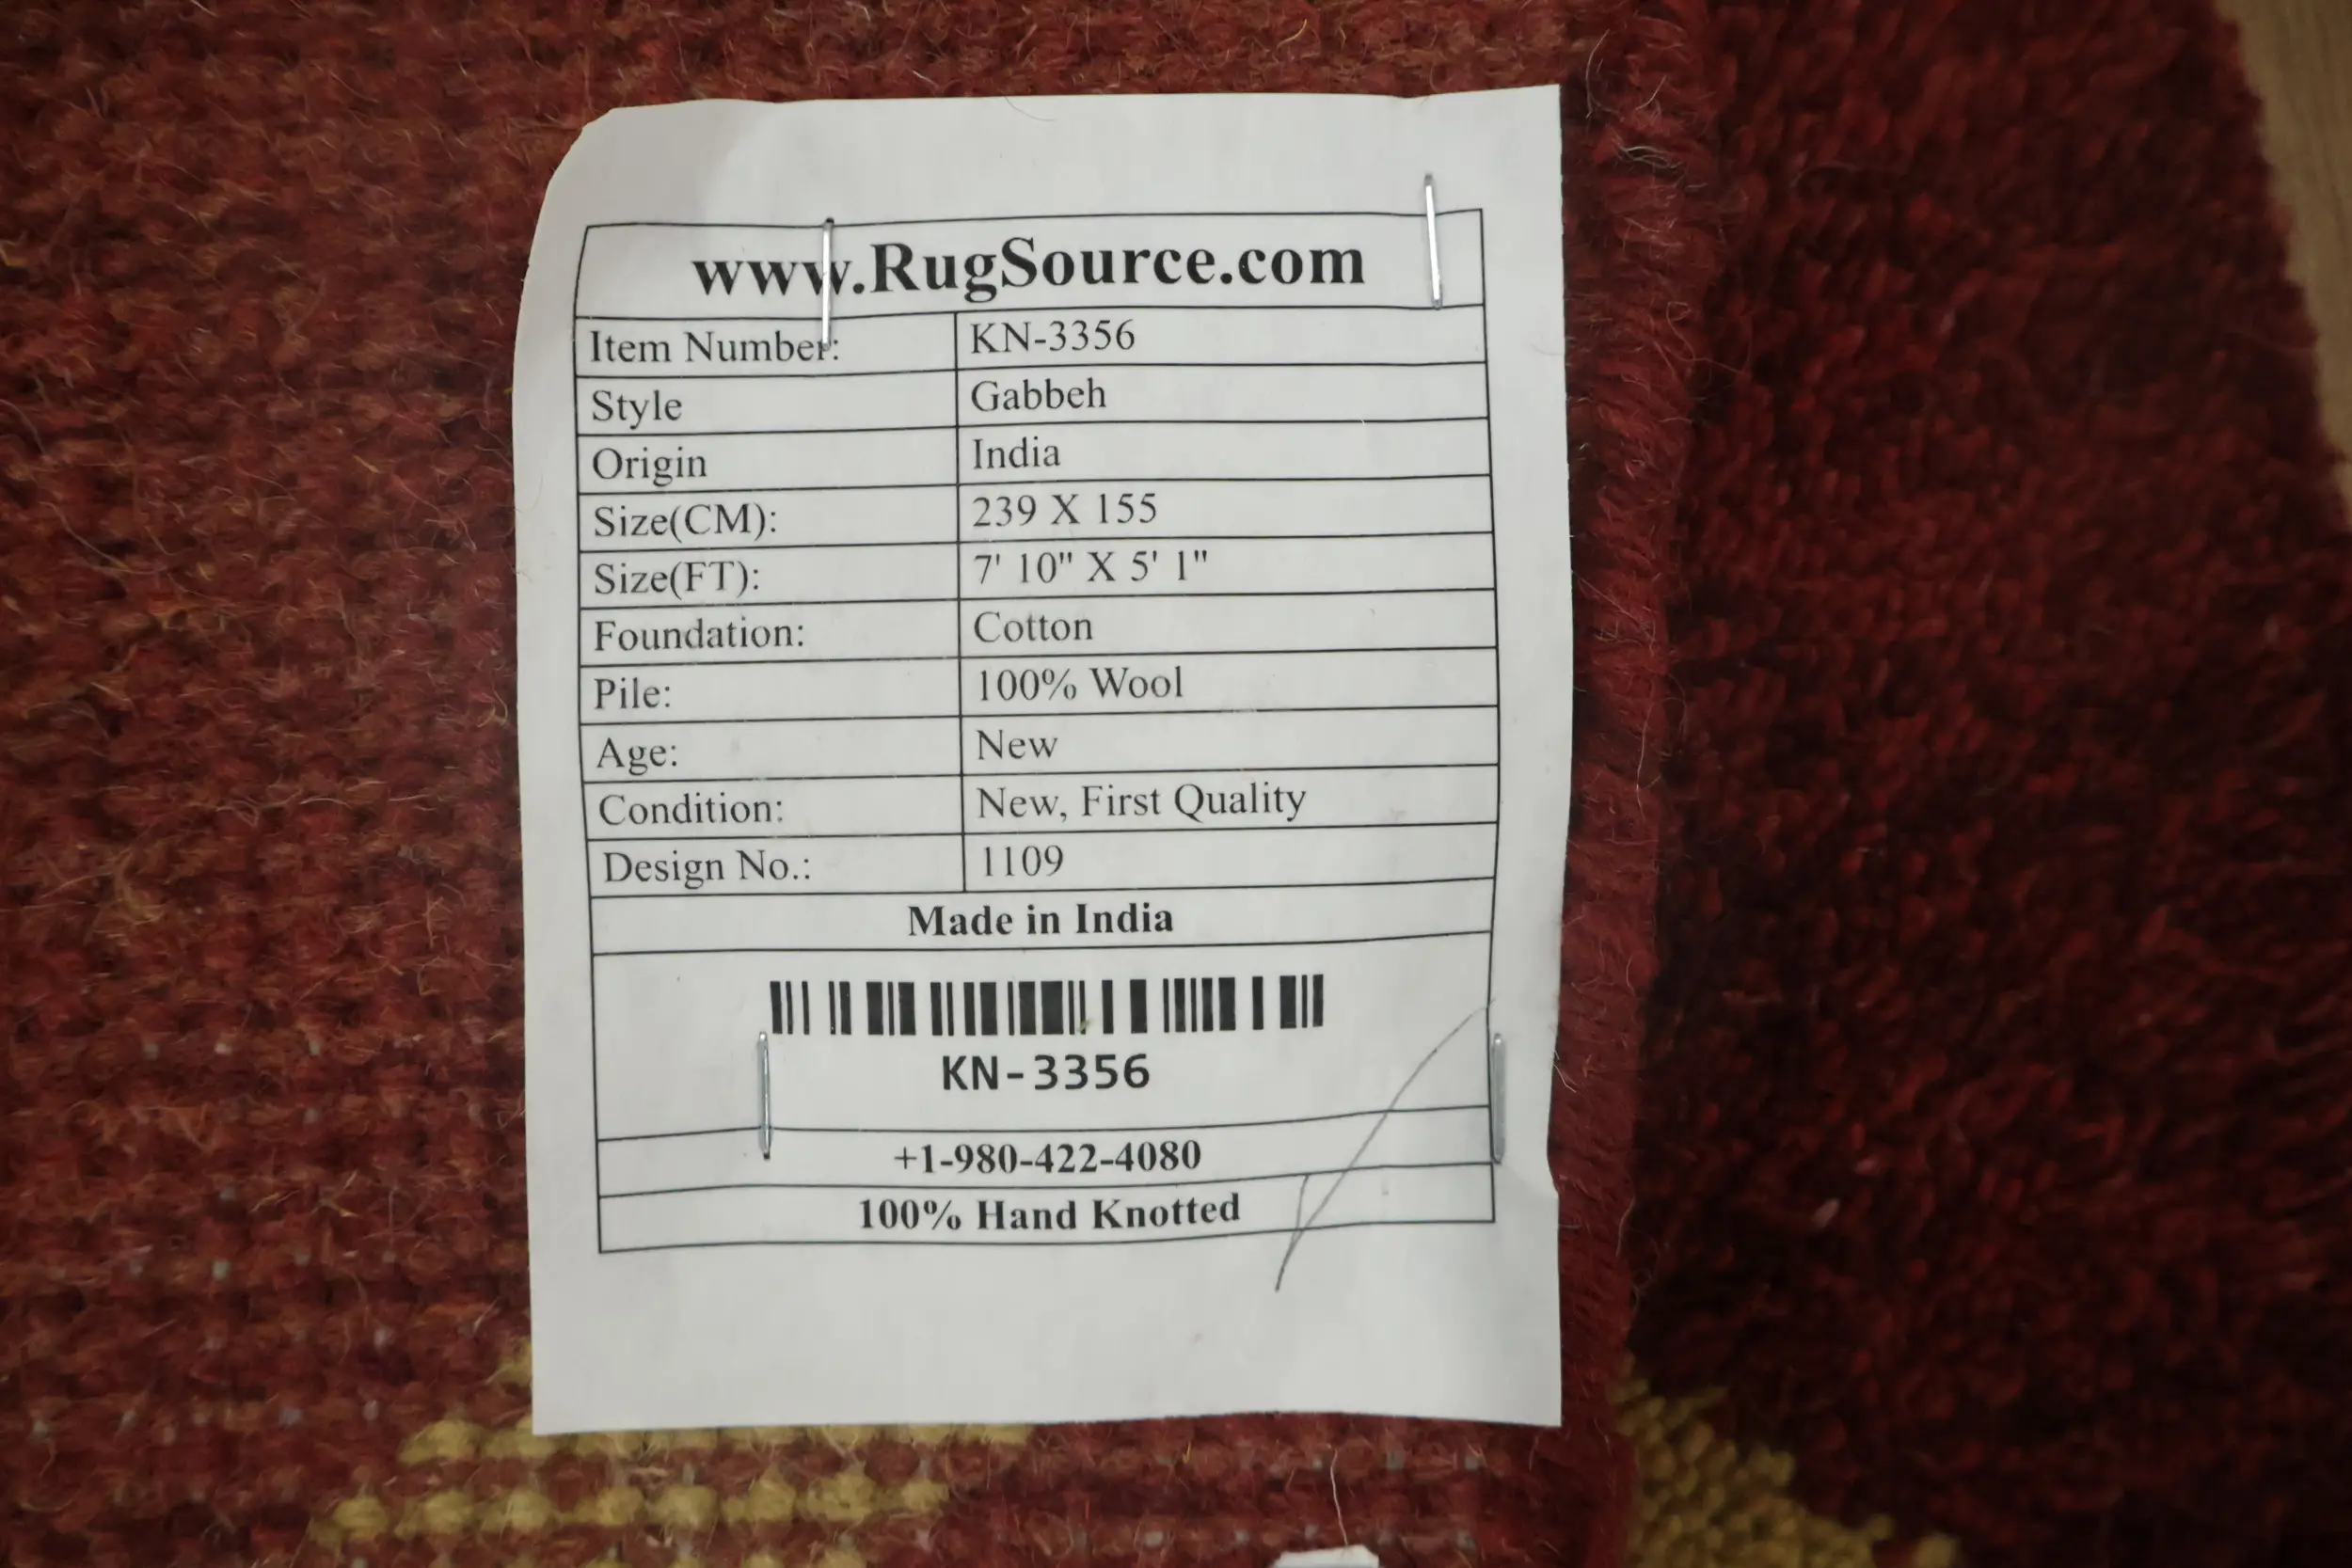 www.RugSource.com
Item Number: KN-3356
Style Gabbeh
Origin India
Size(CM): 239 X 155
Size(FT): 7' 10" X 5' 1"
Foundation: Cotton
Pile: 100% Wool
Age: New
Condition: New, First Quality
Design No.: 1109
Made in India
KN-3356
+1-980-422-4080
100% Hand Knotted